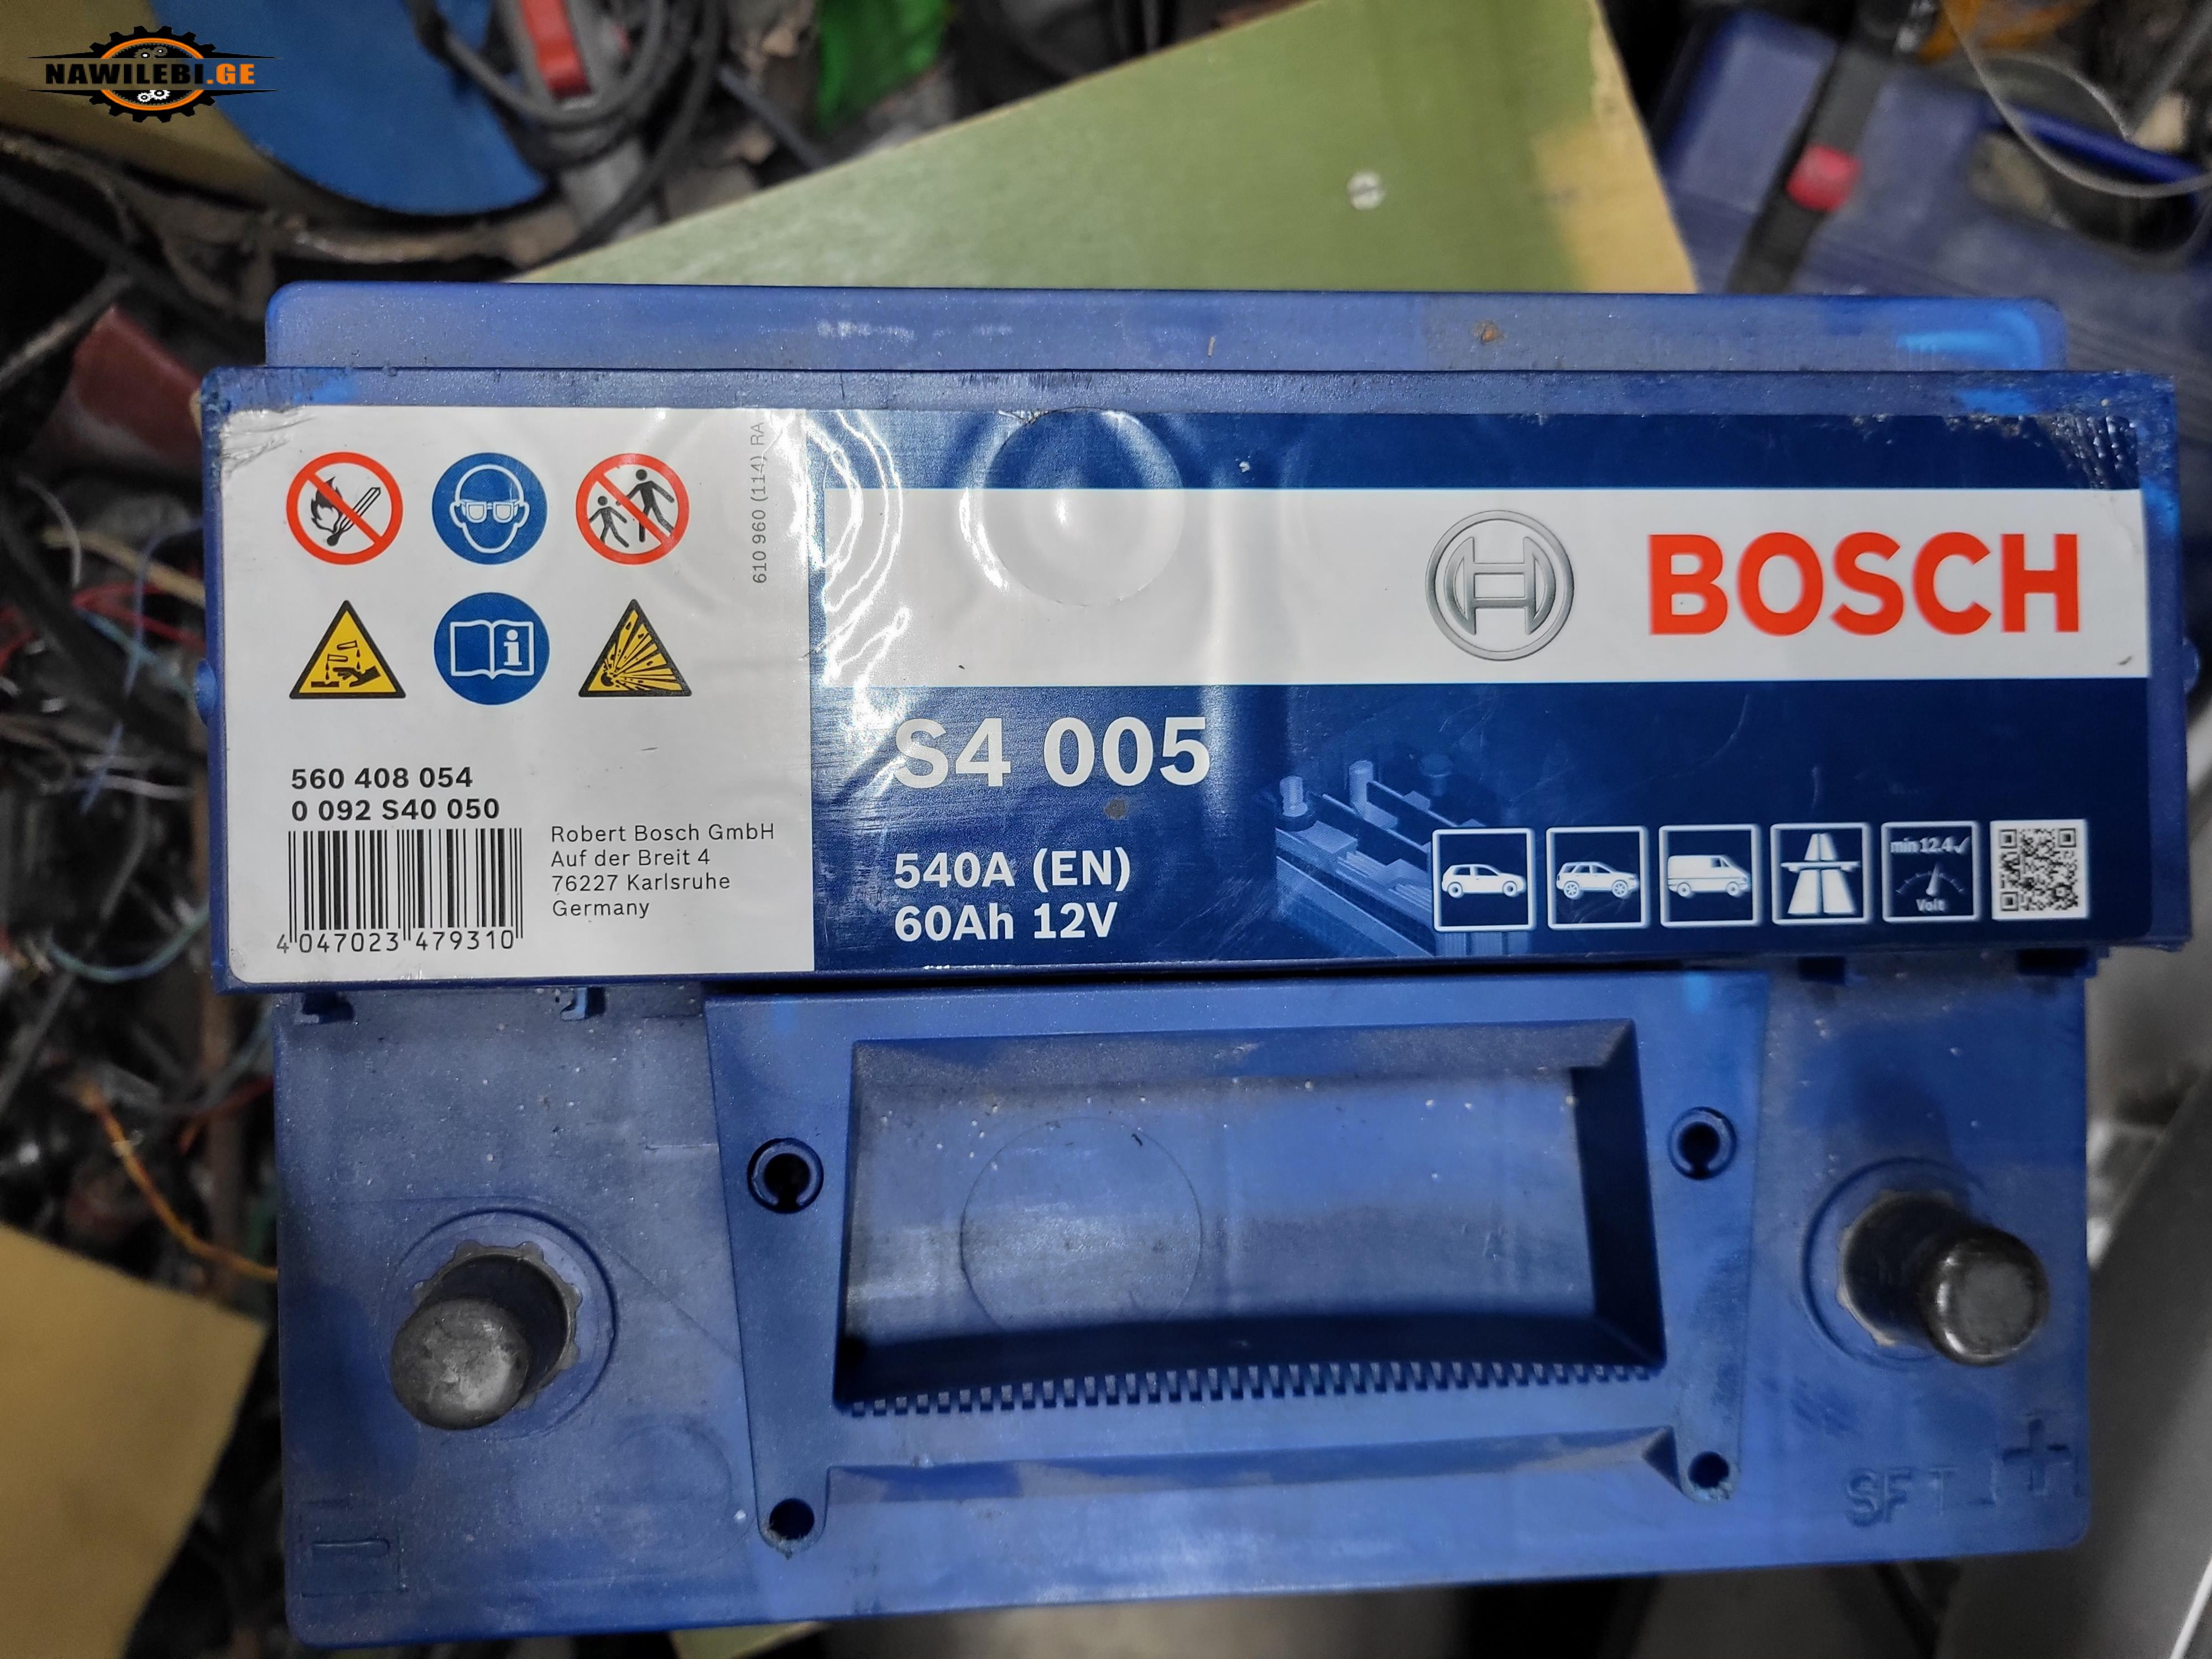 NAWILEBI.GE
610 960 (114) RA
BOSCH
S4 005
540A (EN)
60Ah 12V
min 12.4✓
Volt
560 408 054
0 092 S40 050
4 047023 479310
Robert Bosch GmbH
Auf der Breit 4
76227 Karlsruhe
Germany
SFT
+